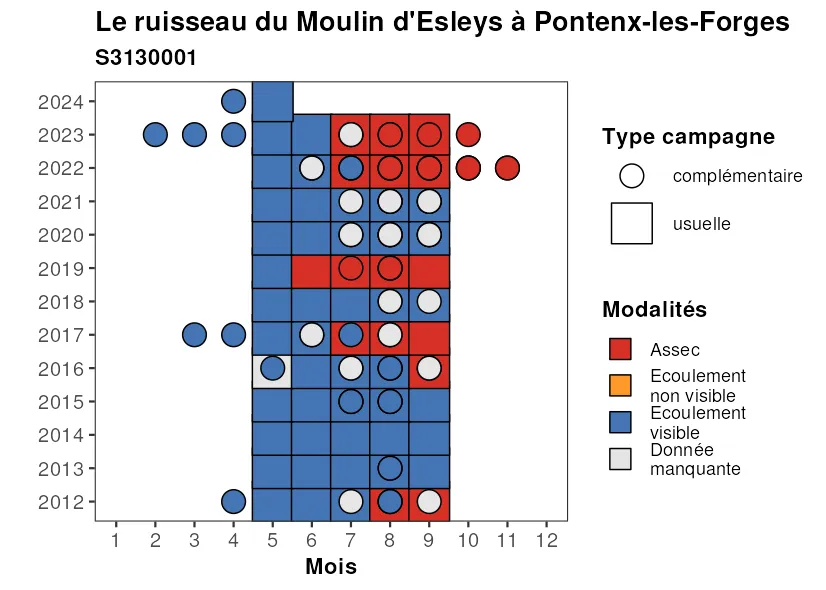 Le ruisseau du Moulin d'Esleys à Pontenx-les-Forges
S3130001
2024
2023
2022
2021
2020
2019
2018
2017
2016
2015
2014
2013
2012
1 2 3 4 5 6 7 8 9 10 11 12
Mois
Type campagne
complémentaire
usuelle
Modalités
Assec
Ecoulement
non visible
Ecoulement
visible
Donnée
manquante